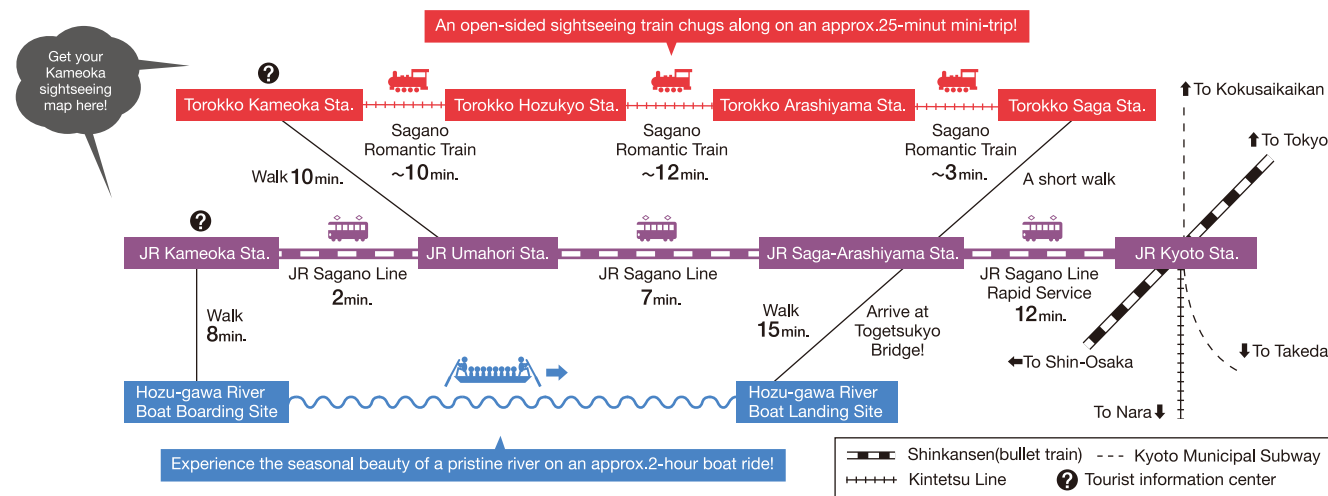 An open-sided sightseeing train chugs along on an approx.25-minut mini-trip!
Get your
Kameoka
sightseeing
map here!
?
Torokko Kameoka Sta.
Torokko Hozukyo Sta.
Torokko Arashiyama Sta.
Torokko Saga Sta.
Sagano
Romantic Train
~10min.
Sagano
Romantic Train
~12min.
Sagano
Romantic Train
~3min.
To Kokusaikaikan
To Tokyo
Walk 10min.
A short walk
?
JR Kameoka Sta.
JR Umahori Sta.
JR Saga-Arashiyama Sta.
JR Kyoto Sta.
JR Sagano Line
2min.
JR Sagano Line
7min.
JR Sagano Line
Rapid Service
12min.
Walk
8min.
Walk
15min.
Arrive at
Togetsukyo
Bridge!
To Shin-Osaka
To Takeda
To Nara
Hozu-gawa River
Boat Boarding Site
Hozu-gawa River
Boat Landing Site
Experience the seasonal beauty of a pristine river on an approx.2-hour boat ride!
Shinkansen(bullet train)
Kyoto Municipal Subway
Kintetsu Line
? Tourist information center